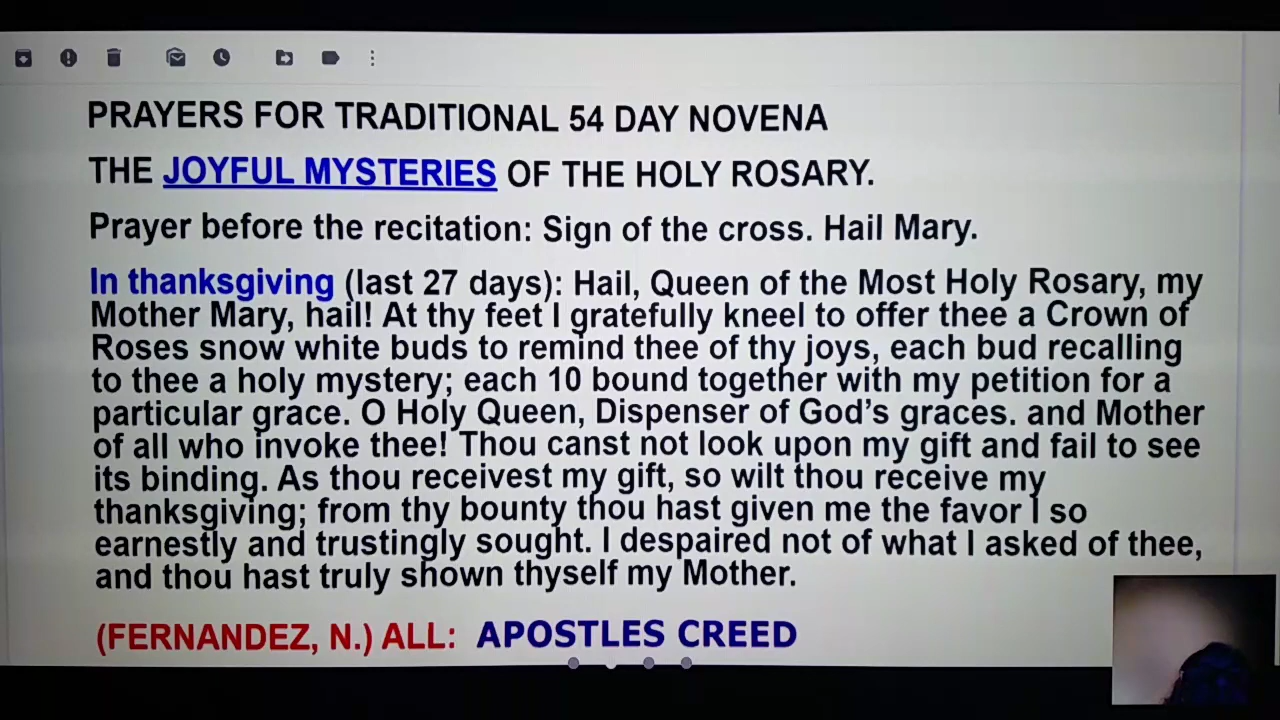 PRAYERS FOR TRADITIONAL 54 DAY NOVENA
THE JOYFUL MYSTERIES OF THE HOLY ROSARY.
Prayer before the recitation: Sign of the cross. Hail Mary.
In thanksgiving (last 27 days): Hail, Queen of the Most Holy Rosary, my
Mother Mary, hail! At thy feet I gratefully kneel to offer thee a Crown of
Roses snow white buds to remind thee of thy joys, each bud recalling
to thee a holy mystery; each 10 bound together with my petition for a
particular grace. O Holy Queen, Dispenser of God's graces. and Mother
of all who invoke thee! Thou canst not look upon my gift and fail to see
its binding. As thou receivest my gift, so wilt thou receive my
thanksgiving; from thy bounty thou hast given me the favor I so
earnestly and trustingly sought. I despaired not of what I asked of thee,
and thou hast truly shown thyself my Mother.
(FERNANDEZ, N.) ALL: APOSTLES CREED